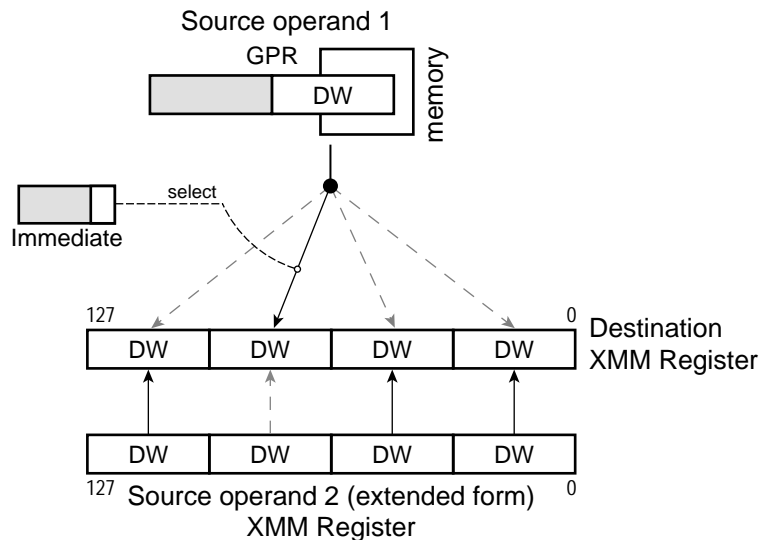 Source operand 1
GPR
memory
DW
select
Immediate
127
0
DW DW DW DW
Destination
XMM Register
DW DW DW DW
127
0
Source operand 2 (extended form)
XMM Register